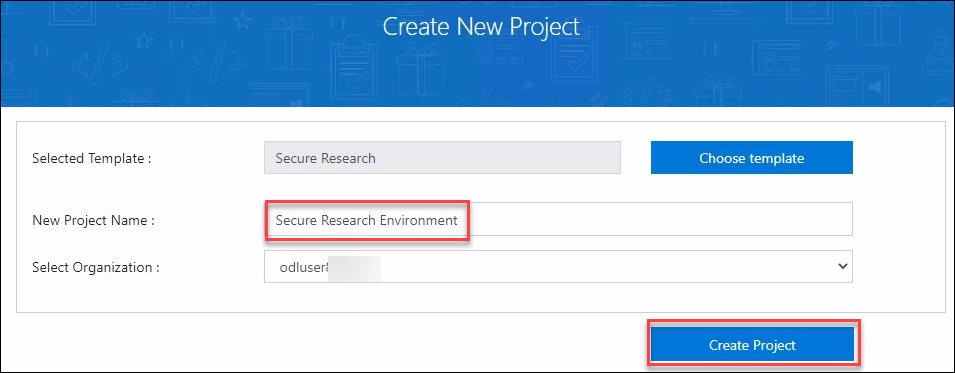 Create New Project
Selected Template :
Secure Research
Choose template
New Project Name :
Secure Research Environment
Select Organization :
odluser
Create Project